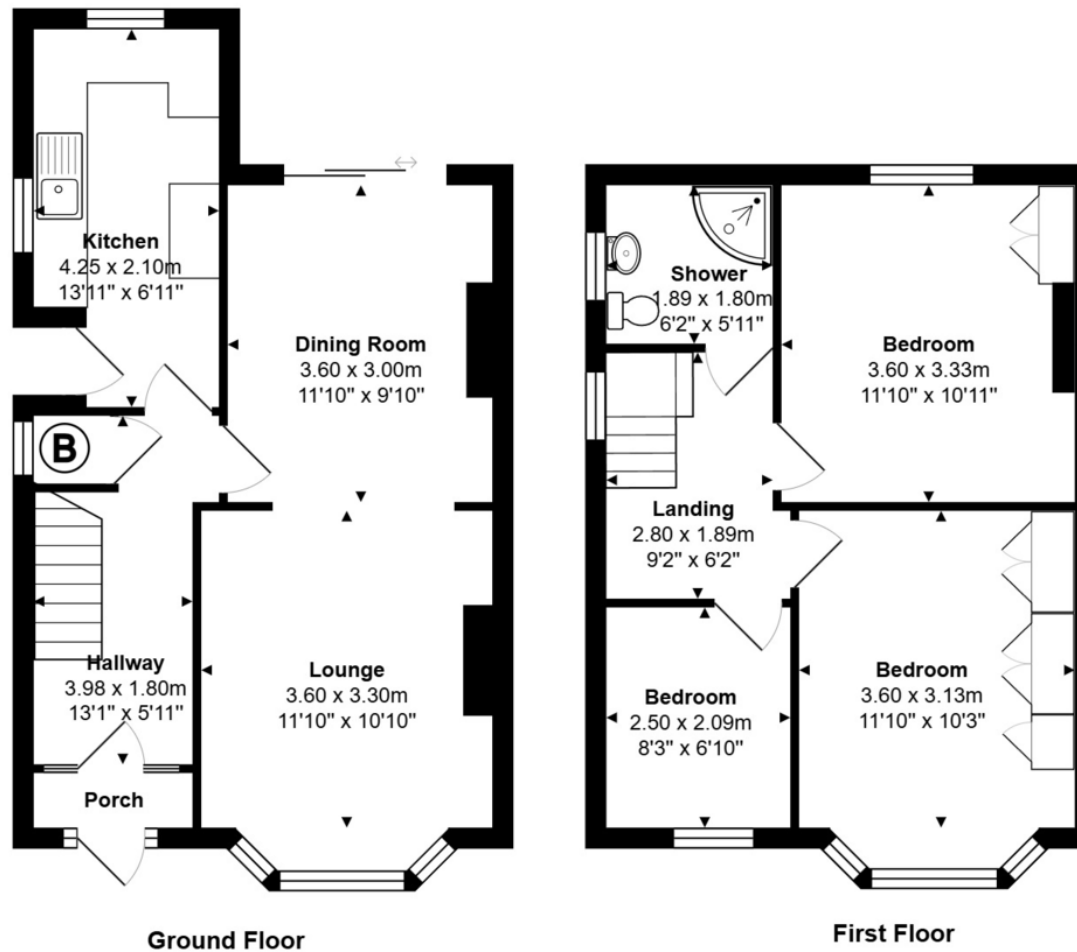 Kitchen
4.25 x 2.10m
13'11" x 6'11"
Dining Room
3.60 x 3.00m
11'10" x 9'10"
B
Hallway
3.98 x 1.80m
13'1" x 5'11"
Lounge
3.60 x 3.30m
11'10" x 10'10"
Porch
Ground Floor
Shower
1.89 x 1.80m
6'2" x 5'11"
Bedroom
3.60 x 3.33m
11'10" x 10'11"
Landing
2.80 x 1.89m
9'2" x 6'2"
Bedroom
2.50 x 2.09m
8'3" x 6'10"
Bedroom
3.60 x 3.13m
11'10" x 10'3"
First Floor